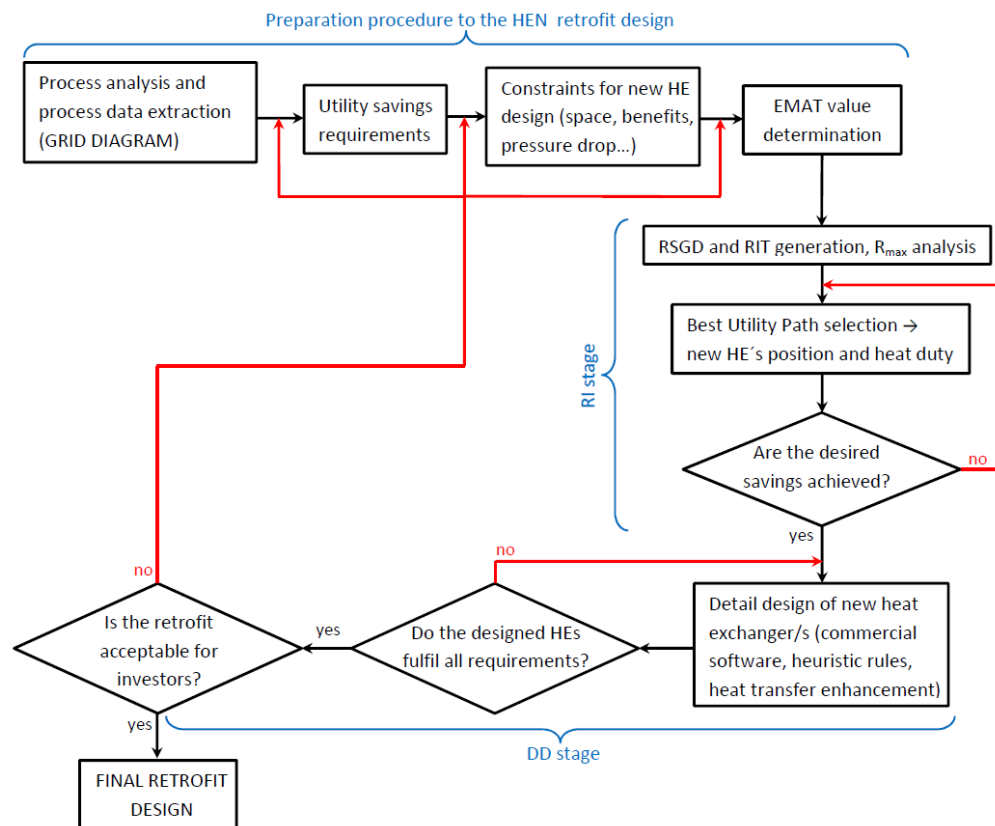 Preparation procedure to the HEN retrofit design
Process analysis and
process data extraction
(GRID DIAGRAM)
Utility savings
requirements
Constraints for new HE
design (space, benefits,
pressure drop...)
EMAT value
determination
RSGD and RIT generation, Rmax analysis
Best Utility Path selection →
new HE´s position and heat duty
RI stage
Are the desired
savings achieved?
no
yes
no
Detail design of new heat
exchanger/s (commercial
software, heuristic rules,
heat transfer enhancement)
Do the designed HEs
fulfil all requirements?
yes
no
Is the retrofit
acceptable for
investors?
yes
DD stage
FINAL RETROFIT
DESIGN